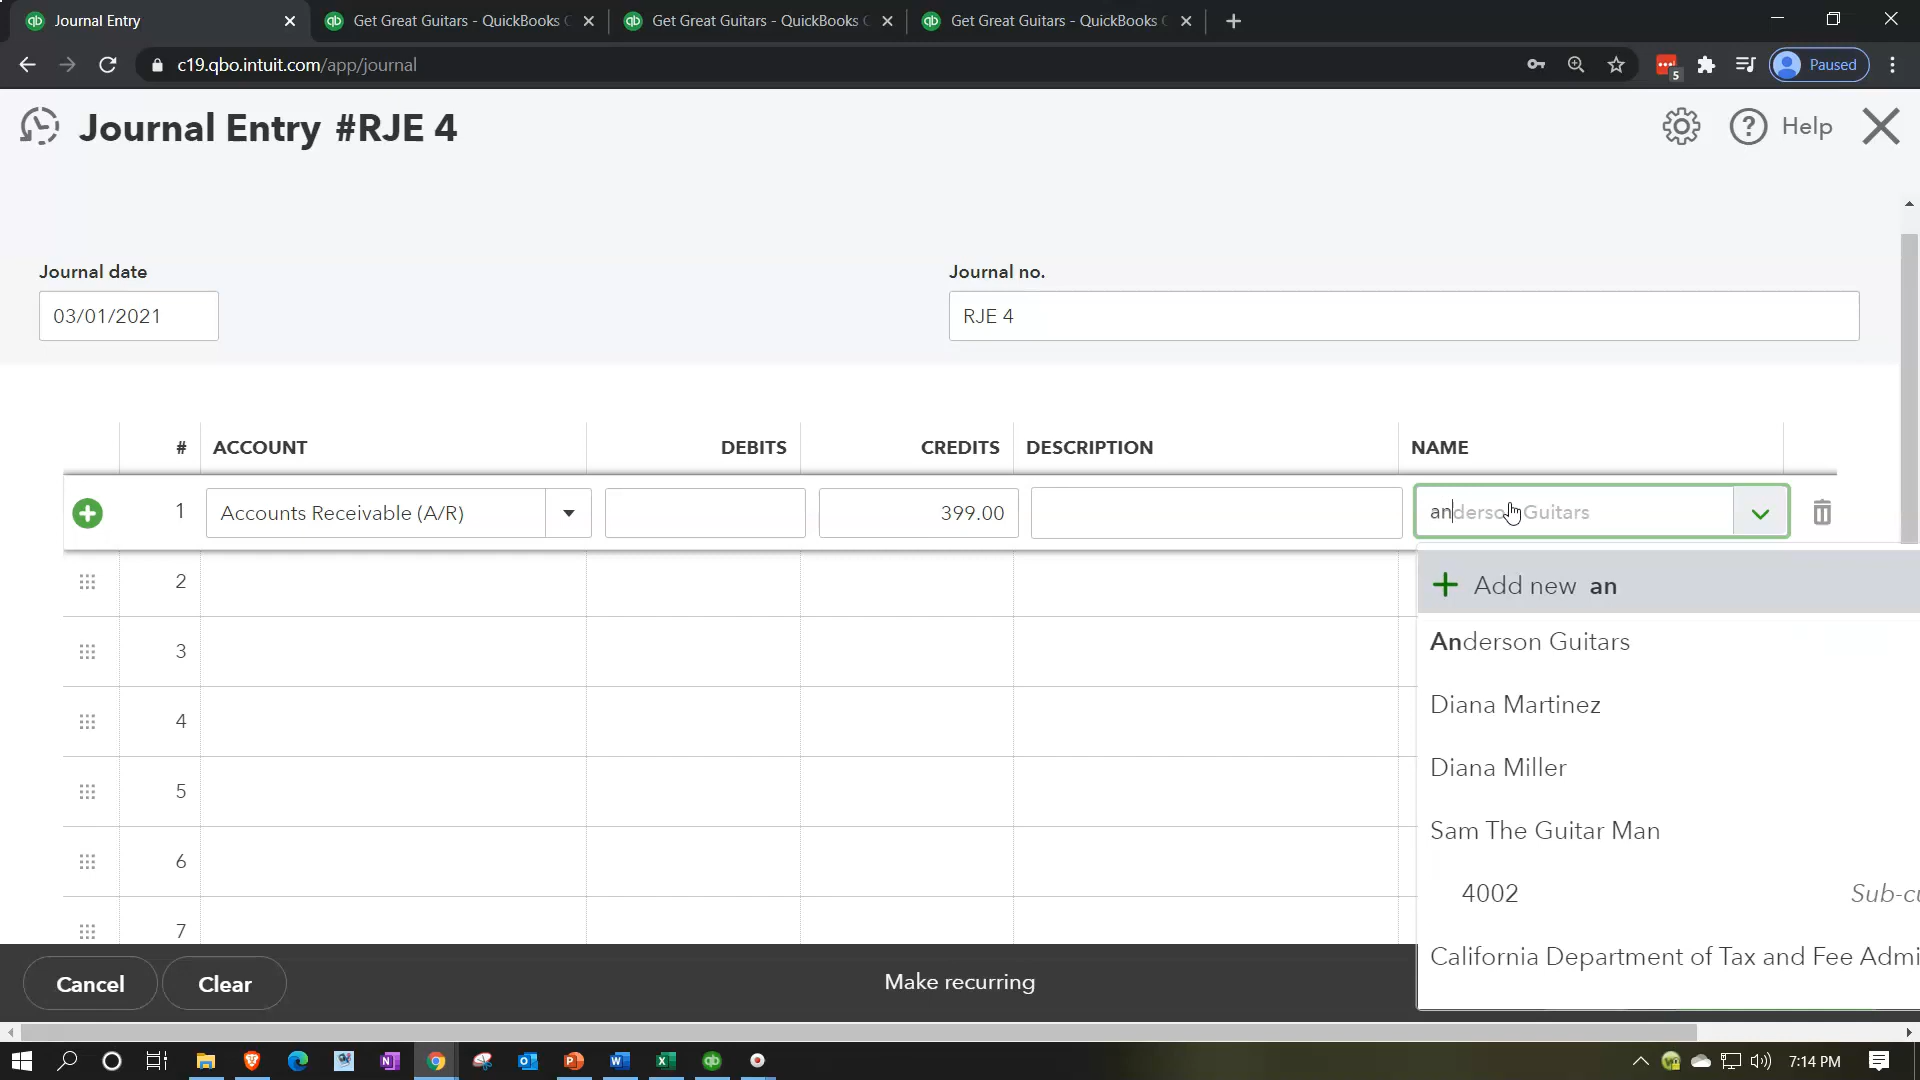 Journal Entry
Get Great Guitars - QuickBooks
Get Great Guitars - QuickBooks
Get Great Guitars - QuickBooks
c19.qbo.intuit.com/app/journal
5
Paused
Journal Entry #RJE 4
Help
Journal date
Journal no.
03/01/2021
RJE 4
# ACCOUNT DEBITS CREDITS DESCRIPTION NAME
1 Accounts Receivable (A/R) 399.00 anderson Guitars
Add new an
2
Anderson Guitars
3
Diana Martinez
4
Diana Miller
5
Sam The Guitar Man
6
4002 Sub-cu
7
California Department of Tax and Fee Admi
Cancel
Clear
Make recurring
7:14 PM